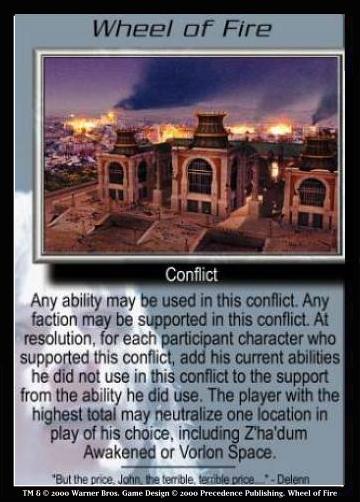 Wheel of Fire
Conflict
Any ability may be used in this conflict. Any
faction may be supported in this conflict. At
resolution, for each participant character who
supported this conflict, add his current abilities
he did not use in this conflict to the support
from the ability he did use. The player with the
highest total may neutralize one location in
play of his choice, including Z'ha'dum
Awakened or Vorlon Space.
"But the price, John, the terrible, terrible price...." - Delenn
TM & © 2000 Warner Bros. Game Design © 2000 Precedence Publishing. Wheel of Fire